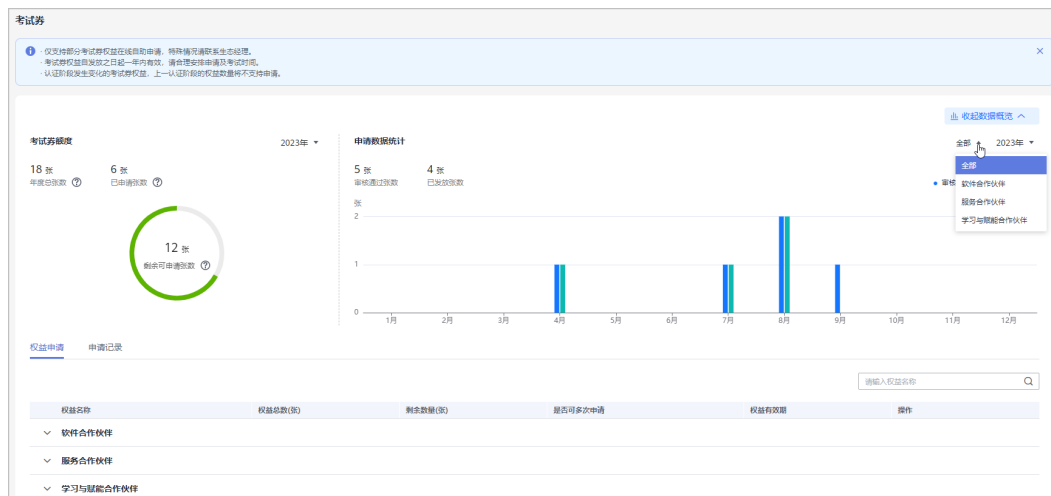 考试券
· 仅支持部分考试券权益在线自助申请，特殊情况请联系生态经理。
· 考试券权益自发放之日起一年内有效，请合理安排申请及考试时间。
· 认证阶段发生变化的考试券权益，上一认证阶段的权益数量将不支持申请。
收起数据概览
考试券额度
2023年
18 张
年度总张数
6 张
已申请张数
12 张
剩余可申请张数
申请数据统计
全部
2023年
5 张
审核通过张数
4 张
已发放张数
审核
全部
软件合作伙伴
服务合作伙伴
学习与赋能合作伙伴
张
2
1
0
1月 2月 3月 4月 5月 6月 7月 8月 9月 10月 11月 12月
权益申请 申请记录
请输入权益名称
权益名称 权益总数(张) 剩余数量(张) 是否可多次申请 权益有效期 操作
软件合作伙伴
服务合作伙伴
学习与赋能合作伙伴